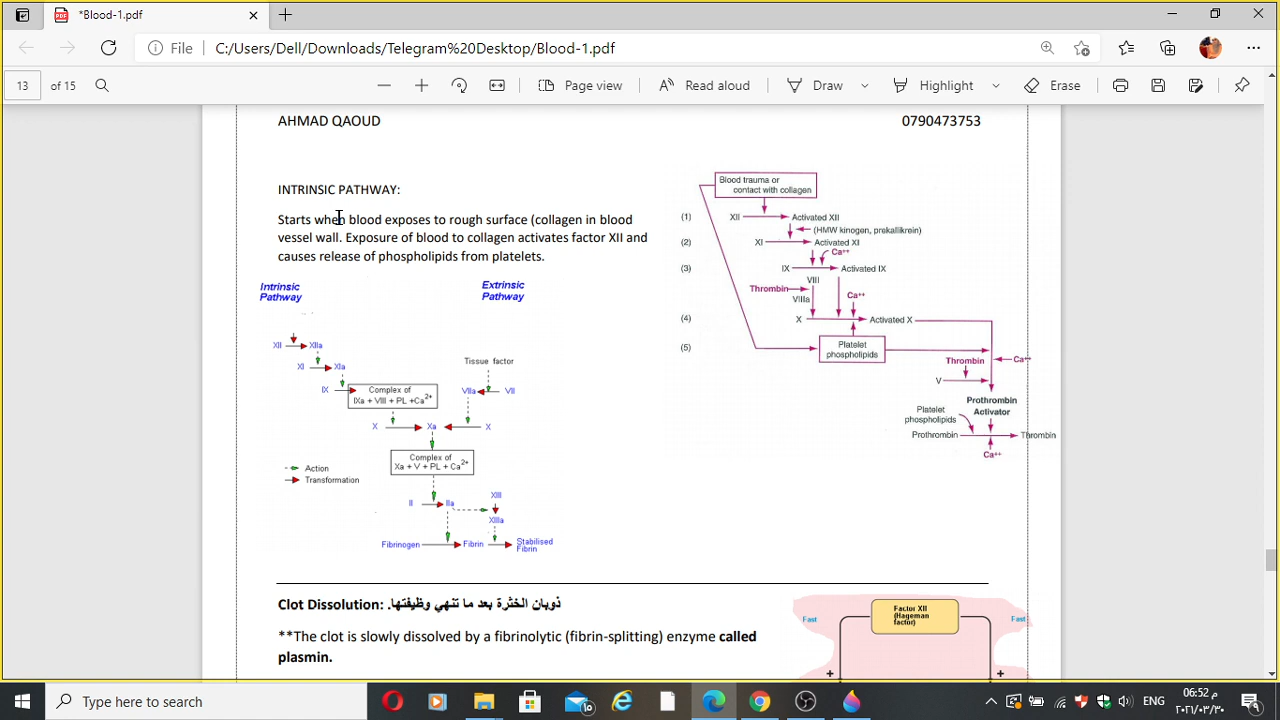 *Blood-1.pdf
File C:/Users/Dell/Downloads/Telegram%20Desktop/Blood-1.pdf
13 of 15 Page view Read aloud Draw Highlight Erase
AHMAD QAOUD 0790473753
INTRINSIC PATHWAY:
Starts when blood exposes to rough surface (collagen in blood
vessel wall. Exposure of blood to collagen activates factor XII and
causes release of phospholipids from platelets.
Intrinsic
Pathway
Extrinsic
Pathway
XII XIIa
XI XIa
Tissue factor
IX
Complex of
IXa + VIII + PL +Ca2+
VIIa VII
X Xa X
Complex of
Xa + V + PL + Ca2+
Action
Transformation
II IIa
XIII
XIIIa
Fibrinogen Fibrin Stabilised
Fibrin
Blood trauma or
contact with collagen
(1) XII Activated XII
(HMW kinogen, prekallikrein)
(2) XI Activated XI
Ca++
(3) IX Activated IX
VIII
Thrombin
VIIIa
Ca++
(4) X Activated X
(5) Platelet
phospholipids
Thrombin Ca++
V
Prothrombin
Activator
Platelet
phospholipids
Prothrombin Thrombin
Ca++
Clot Dissolution: ذوبان الخثرة بعد ما تنهي وظيفتها.
**The clot is slowly dissolved by a fibrinolytic (fibrin-splitting) enzyme called
plasmin.
Fast
Factor XII
(Hageman
factor)
Fast
+ +
Type here to search
ENG
06:52 م
٢٠٢١/٠٣/٣٠